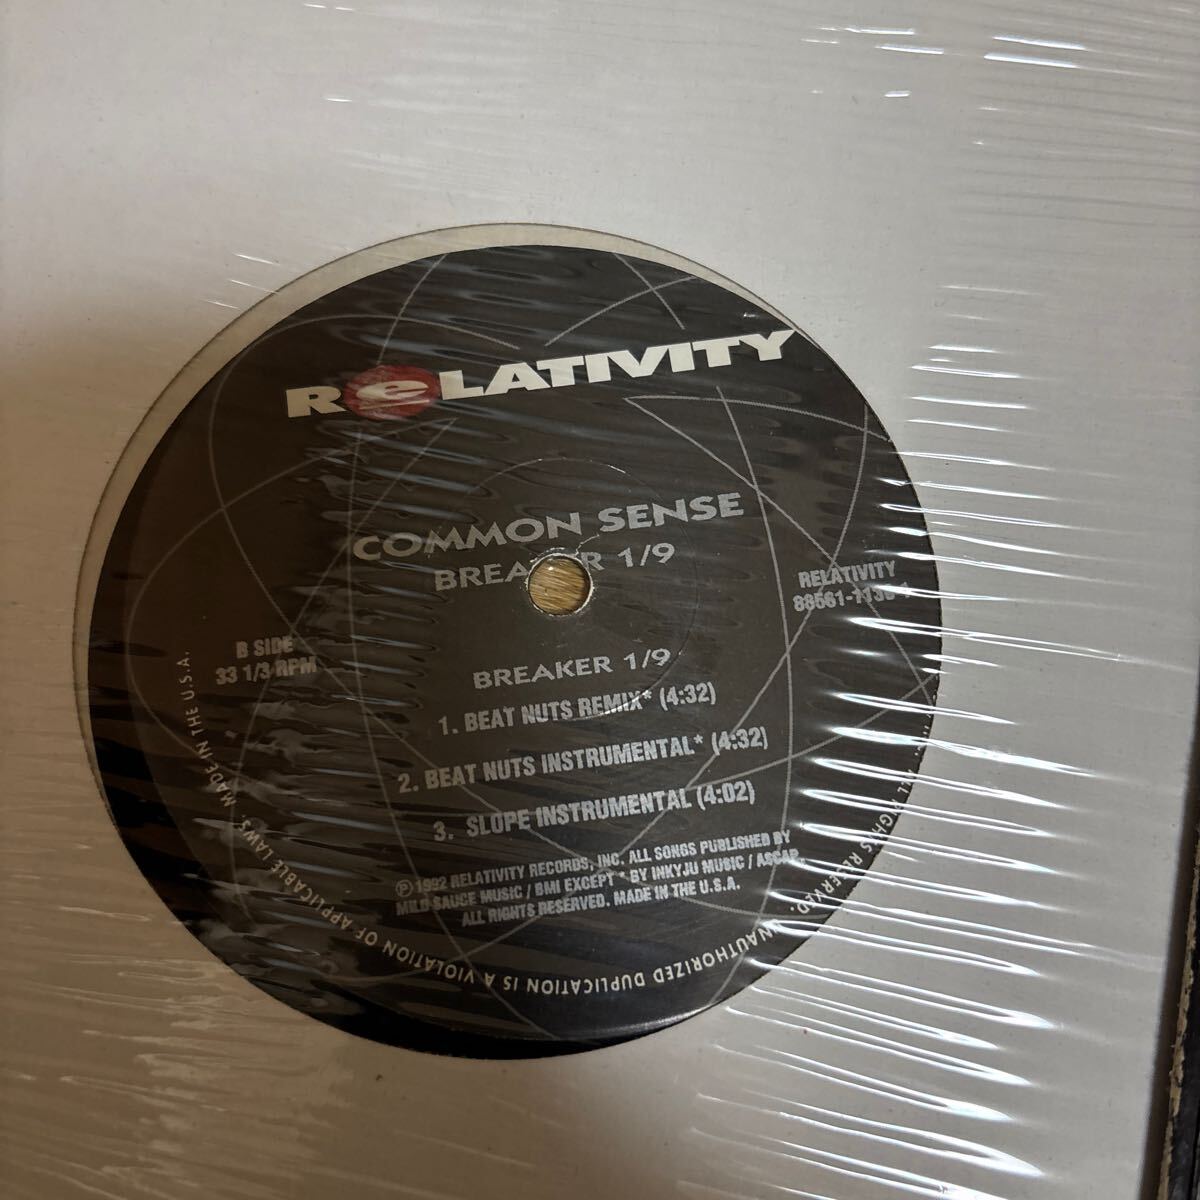 RELATIVITY
COMMON SENSE
BREAKER 1/9
RELATIVITY
B SIDE
33 1/3 RPM
BREAKER 1/9
1. BEAT NUTS REMIX* (4:32)
2. BEAT NUTS INSTRUMENTAL* (4:32)
3. SLOPE INSTRUMENTAL (4:02)
℗ 1992 RELATIVITY RECORDS, INC. ALL SONGS PUBLISHED BY
MILD SAUCE MUSIC / BMI EXCEPT * BY INKYJU MUSIC / ASCAP.
ALL RIGHTS RESERVED. MADE IN THE U.S.A.
ALL RIGHTS RESERVED. UNAUTHORIZED DUPLICATION IS A VIOLATION OF APPLICABLE LAWS. MADE IN THE U.S.A.